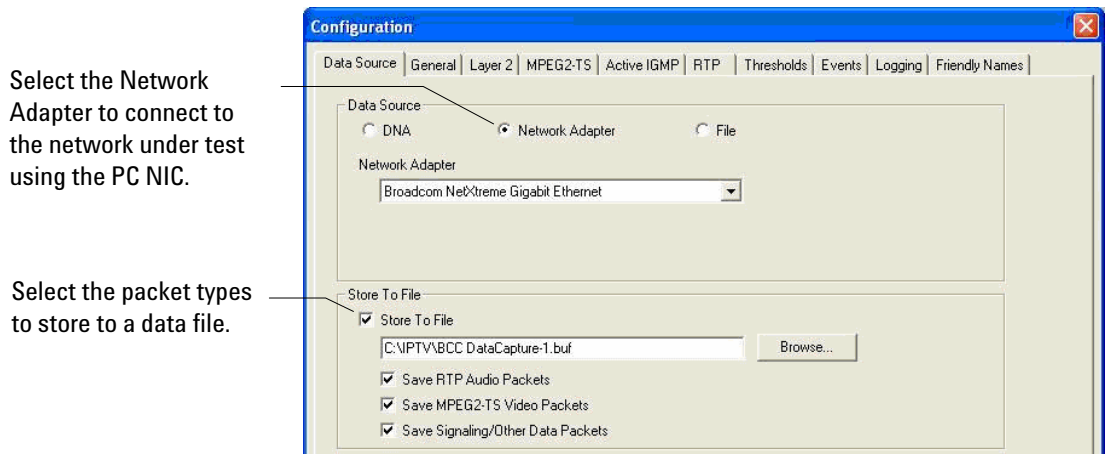 Configuration
Data Source General Layer 2 MPEG2-TS Active IGMP RTP Thresholds Events Logging Friendly Names
Select the Network
Adapter to connect to
the network under test
using the PC NIC.
Data Source
DNA Network Adapter File
Network Adapter
Broadcom NetXtreme Gigabit Ethernet
Select the packet types
to store to a data file.
Store To File
Store To File
C:\IPTV\BCC DataCapture-1.buf Browse...
Save RTP Audio Packets
Save MPEG2-TS Video Packets
Save Signaling/Other Data Packets